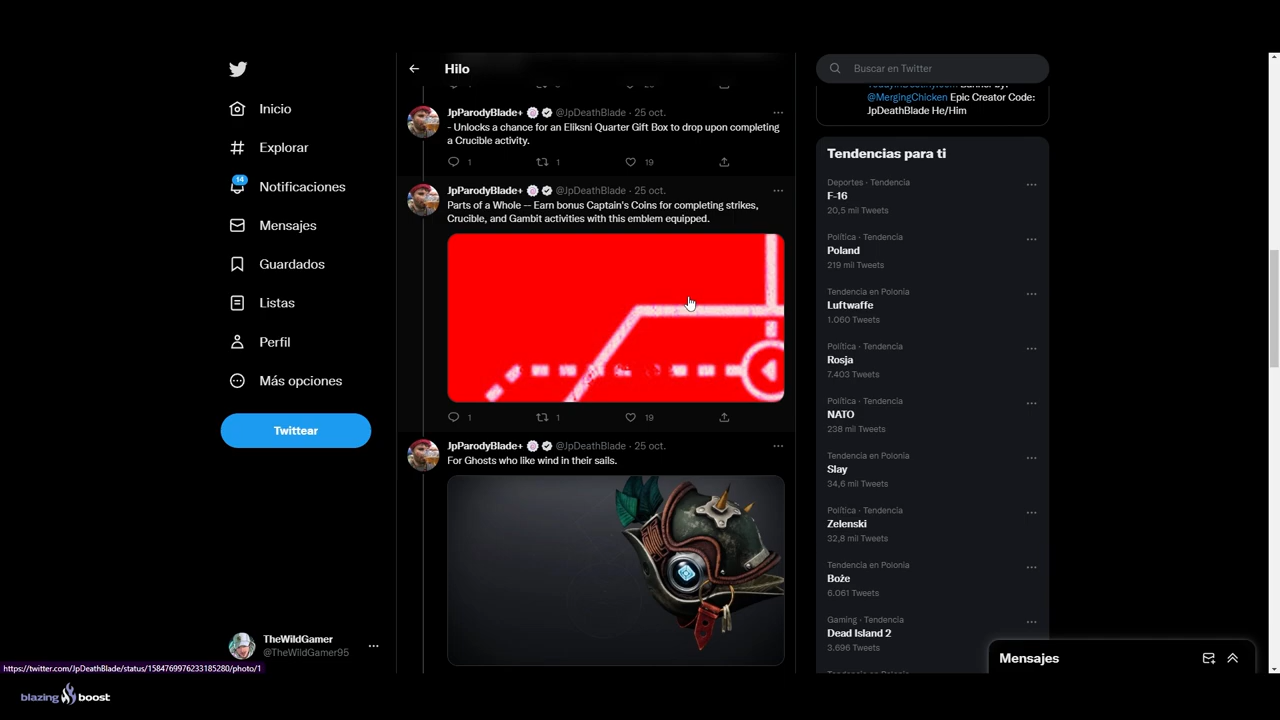 Hilo
Buscar en Twitter
@MergingChicken Epic Creator Code:
JpDeathBlade He/Him
Inicio
Explorar
14
Notificaciones
Mensajes
Guardados
Listas
Perfil
Más opciones
Twittear
TheWildGamer
@TheWildGamer95
JpParodyBlade+ @JpDeathBlade · 25 oct.
- Unlocks a chance for an Eliksni Quarter Gift Box to drop upon completing
a Crucible activity.
1 1 19
JpParodyBlade+ @JpDeathBlade · 25 oct.
Parts of a Whole -- Earn bonus Captain's Coins for completing strikes,
Crucible, and Gambit activities with this emblem equipped.
1 1 19
JpParodyBlade+ @JpDeathBlade · 25 oct.
For Ghosts who like wind in their sails.
Tendencias para ti
Deportes · Tendencia
F-16
20,5 mil Tweets
Política · Tendencia
Poland
219 mil Tweets
Tendencia en Polonia
Luftwaffe
1.060 Tweets
Política · Tendencia
Rosja
7.403 Tweets
Política · Tendencia
NATO
238 mil Tweets
Tendencia en Polonia
Slay
34,6 mil Tweets
Política · Tendencia
Zelenski
32,8 mil Tweets
Tendencia en Polonia
Boże
6.061 Tweets
Gaming · Tendencia
Dead Island 2
3.696 Tweets
Mensajes
https://twitter.com/JpDeathBlade/status/1584769976233185280/photo/1
blazing boost